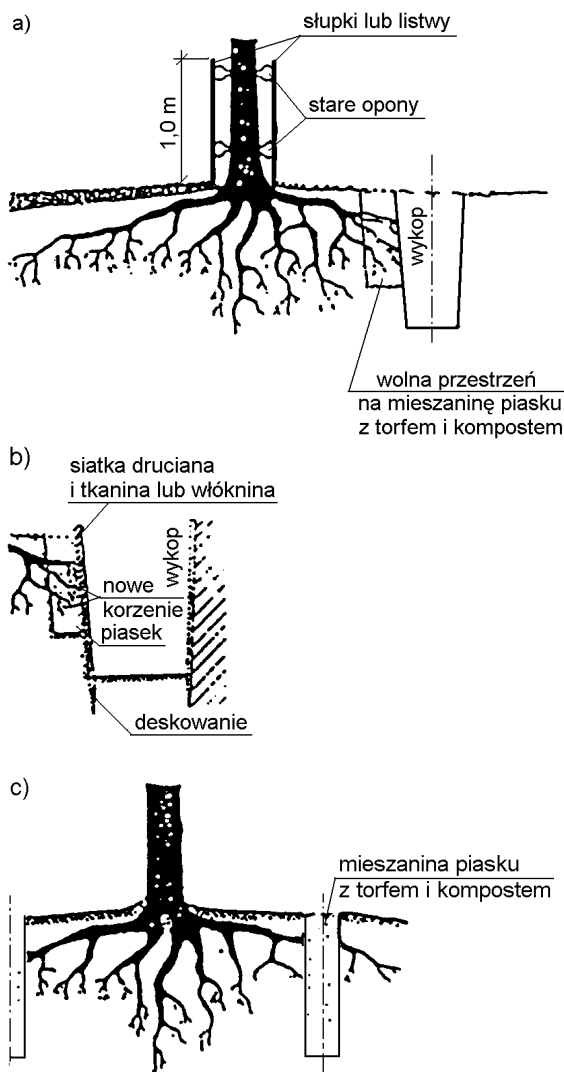 a)
słupki lub listwy
stare opony
1,0 m
wykop
wolna przestrzeń
na mieszaninę piasku
z torfem i kompostem
b)
siatka druciana
i tkanina lub włóknina
wykop
nowe
korzenie
piasek
deskowanie
c)
mieszanina piasku
z torfem i kompostem